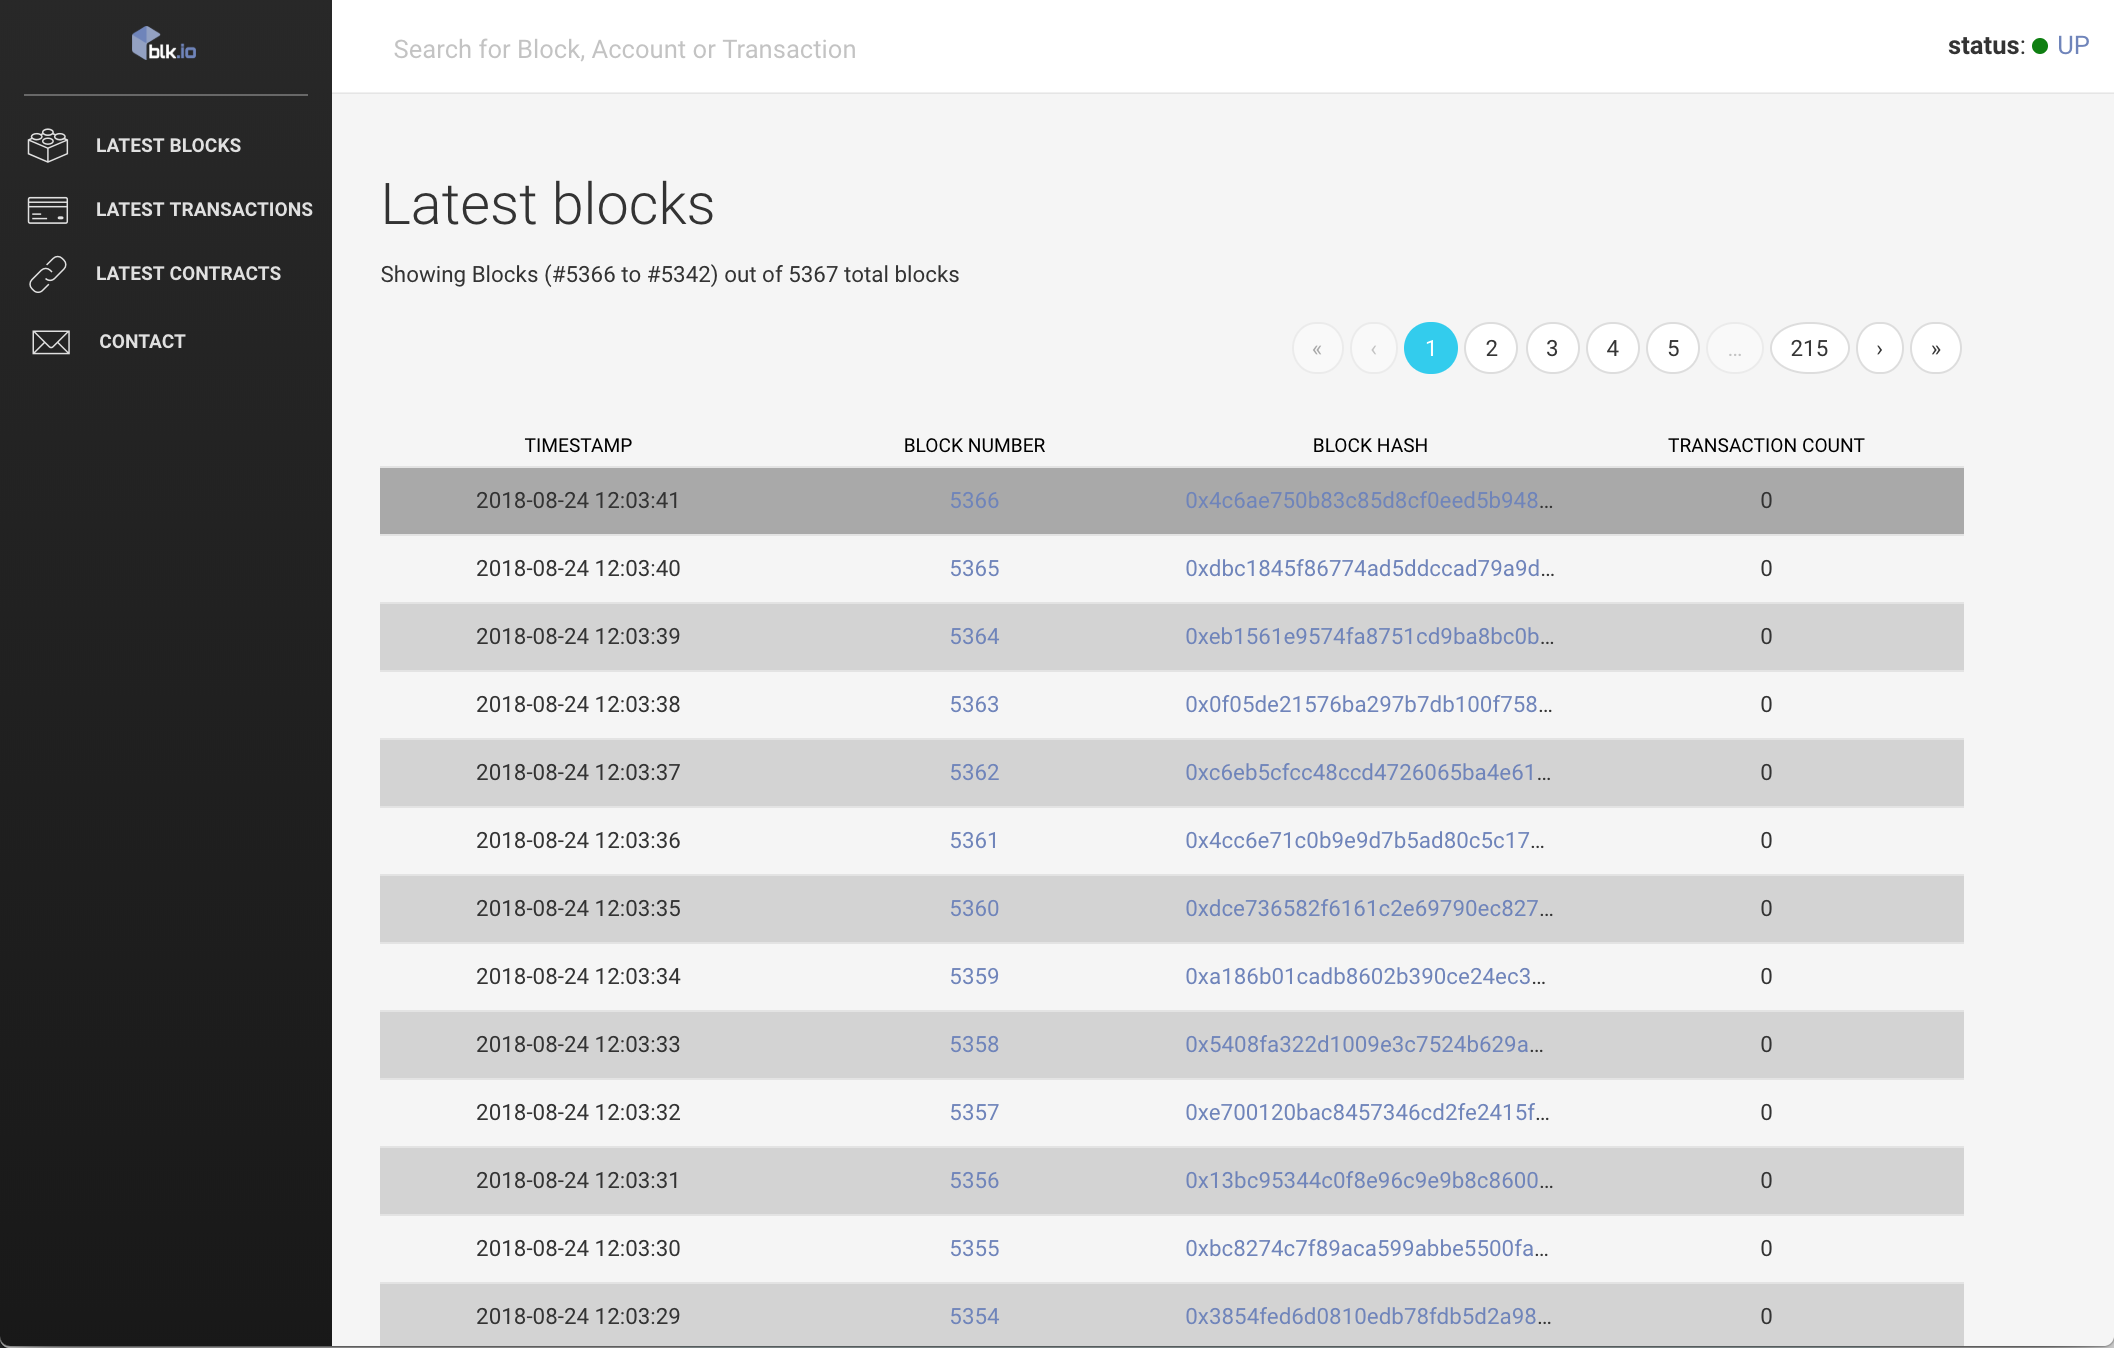 blk.io
Search for Block, Account or Transaction
status: UP
LATEST BLOCKS
LATEST TRANSACTIONS
LATEST CONTRACTS
CONTACT
Latest blocks
Showing Blocks (#5366 to #5342) out of 5367 total blocks
« ‹ 1 2 3 4 5 ... 215 › »
TIMESTAMP BLOCK NUMBER BLOCK HASH TRANSACTION COUNT
2018-08-24 12:03:41 5366 0x4c6ae750b83c85d8cf0eed5b948... 0
2018-08-24 12:03:40 5365 0xdbc1845f86774ad5ddccad79a9d... 0
2018-08-24 12:03:39 5364 0xeb1561e9574fa8751cd9ba8bc0b... 0
2018-08-24 12:03:38 5363 0x0f05de21576ba297b7db100f758... 0
2018-08-24 12:03:37 5362 0xc6eb5cfcc48ccd4726065ba4e61... 0
2018-08-24 12:03:36 5361 0x4cc6e71c0b9e9d7b5ad80c5c17... 0
2018-08-24 12:03:35 5360 0xdce736582f6161c2e69790ec827... 0
2018-08-24 12:03:34 5359 0xa186b01cadb8602b390ce24ec3... 0
2018-08-24 12:03:33 5358 0x5408fa322d1009e3c7524b629a... 0
2018-08-24 12:03:32 5357 0xe700120bac8457346cd2fe2415f... 0
2018-08-24 12:03:31 5356 0x13bc95344c0f8e96c9e9b8c8600... 0
2018-08-24 12:03:30 5355 0xbc8274c7f89aca599abbe5500fa... 0
2018-08-24 12:03:29 5354 0x3854fed6d0810edb78fdb5d2a98... 0